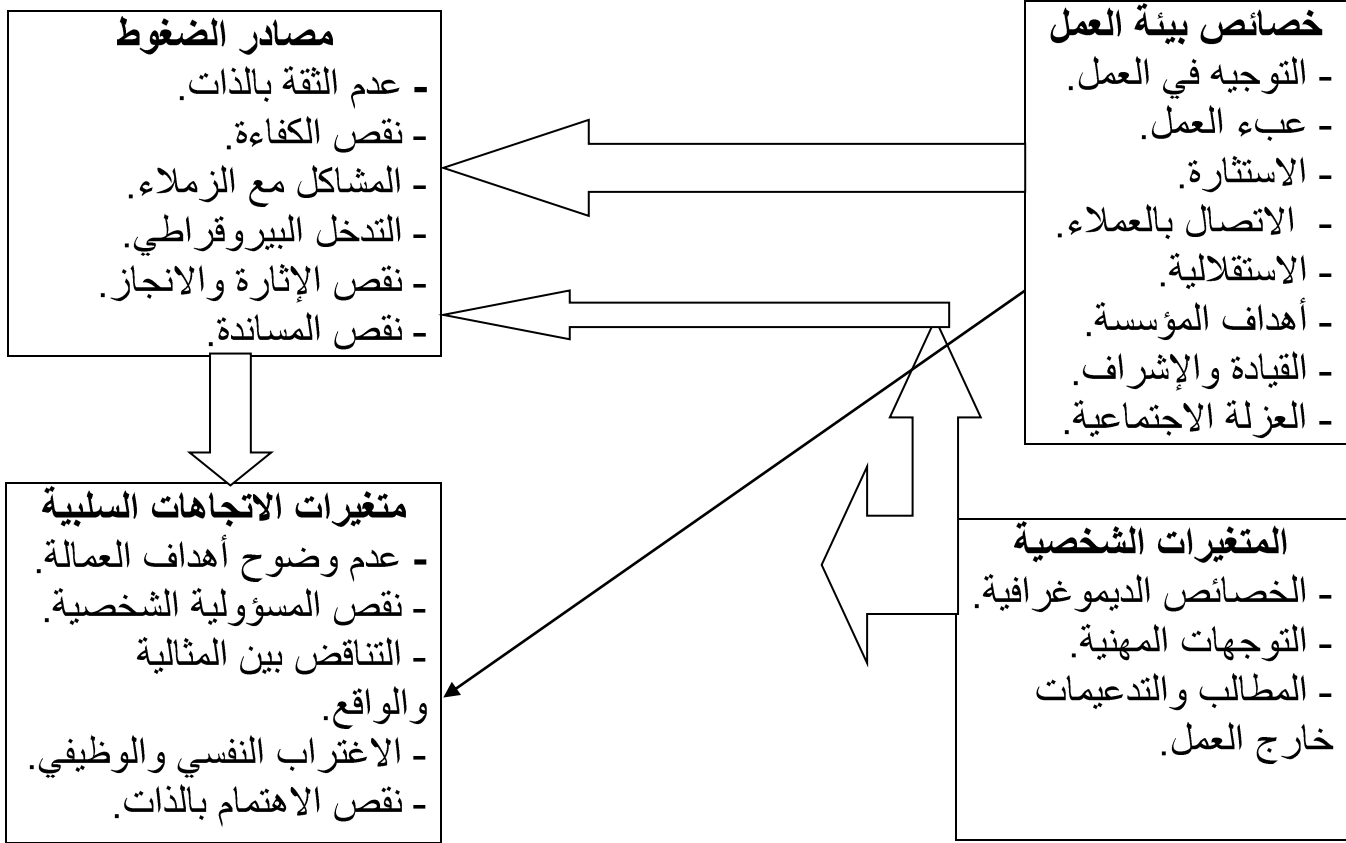 خصائص بيئة العمل
- التوجيه في العمل.
- عبء العمل.
- الاستثارة.
- الاتصال بالعملاء.
- الاستقلالية.
- أهداف المؤسسة.
- القيادة والإشراف.
- العزلة الاجتماعية.
مصادر الضغوط
- عدم الثقة بالذات.
- نقص الكفاءة.
- المشاكل مع الزملاء.
- التدخل البيروقراطي.
- نقص الإثارة والانجاز.
- نقص المساندة.
المتغيرات الشخصية
- الخصائص الديموغرافية.
- التوجهات المهنية.
- المطالب والتدعيمات
خارج العمل.
متغيرات الاتجاهات السلبية
- عدم وضوح أهداف العمالة.
- نقص المسؤولية الشخصية.
- التناقض بين المثالية
والواقع.
- الاغتراب النفسي والوظيفي.
- نقص الاهتمام بالذات.